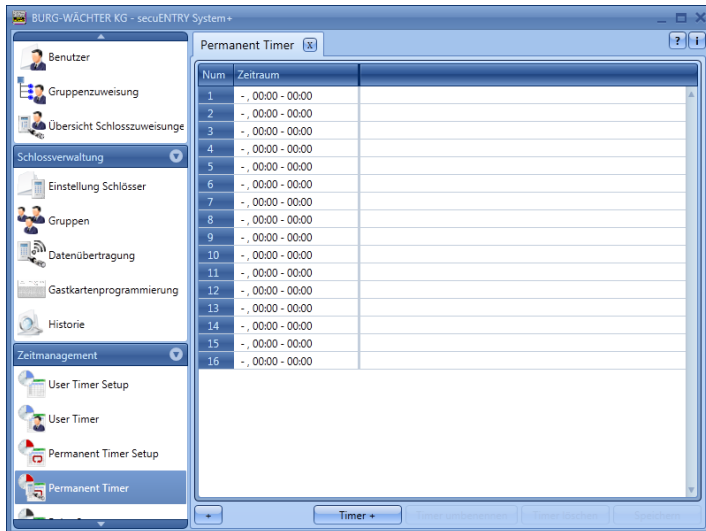 BURG-WÄCHTER KG - secuENTRY System+
Benutzer
Gruppenzuweisung
Übersicht Schlosszuweisunge
Schlossverwaltung
Einstellung Schlösser
Gruppen
Datenübertragung
Gastkartenprogrammierung
Historie
Zeitmanagement
User Timer Setup
User Timer
Permanent Timer Setup
Permanent Timer
Permanent Timer X
? i
Num Zeitraum
1 - , 00:00 - 00:00
2 - , 00:00 - 00:00
3 - , 00:00 - 00:00
4 - , 00:00 - 00:00
5 - , 00:00 - 00:00
6 - , 00:00 - 00:00
7 - , 00:00 - 00:00
8 - , 00:00 - 00:00
9 - , 00:00 - 00:00
10 - , 00:00 - 00:00
11 - , 00:00 - 00:00
12 - , 00:00 - 00:00
13 - , 00:00 - 00:00
14 - , 00:00 - 00:00
15 - , 00:00 - 00:00
16 - , 00:00 - 00:00
+ Timer + Timer löschen Speichern